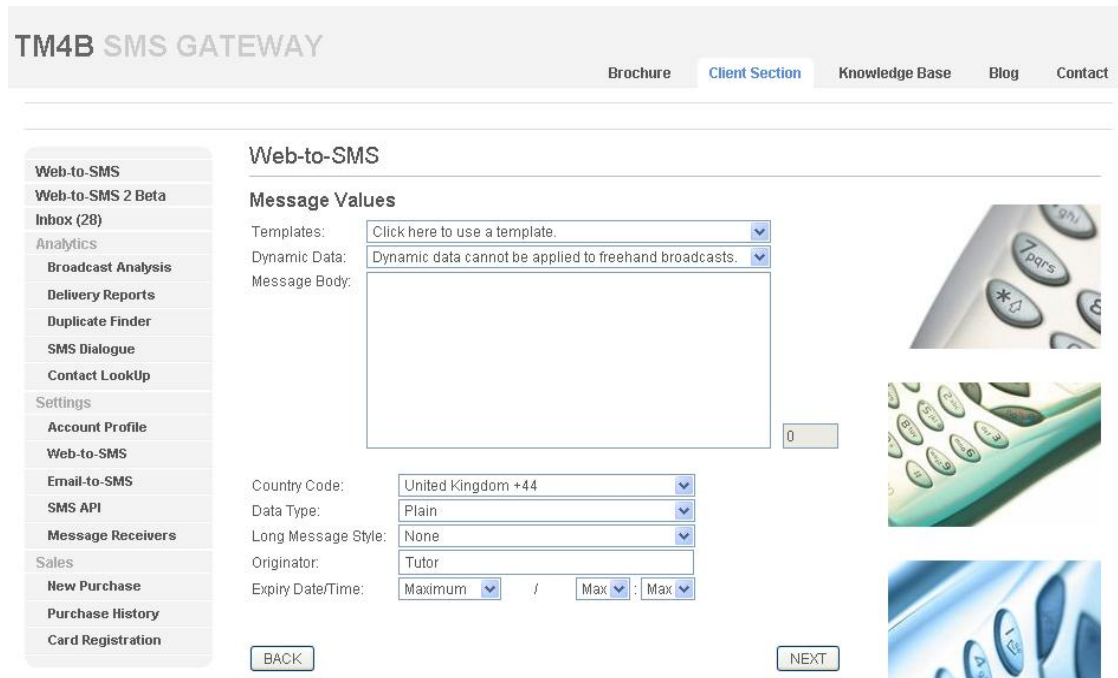 TM4B SMS GATEWAY
Brochure Client Section Knowledge Base Blog Contact
Web-to-SMS
Web-to-SMS 2 Beta
Inbox (28)
Analytics
Broadcast Analysis
Delivery Reports
Duplicate Finder
SMS Dialogue
Contact LookUp
Settings
Account Profile
Web-to-SMS
Email-to-SMS
SMS API
Message Receivers
Sales
New Purchase
Purchase History
Card Registration
Web-to-SMS
Message Values
Templates: Click here to use a template.
Dynamic Data: Dynamic data cannot be applied to freehand broadcasts.
Message Body:
0
Country Code: United Kingdom +44
Data Type: Plain
Long Message Style: None
Originator: Tutor
Expiry Date/Time: Maximum / Max : Max
BACK NEXT
ghi
7pqrs
*
8